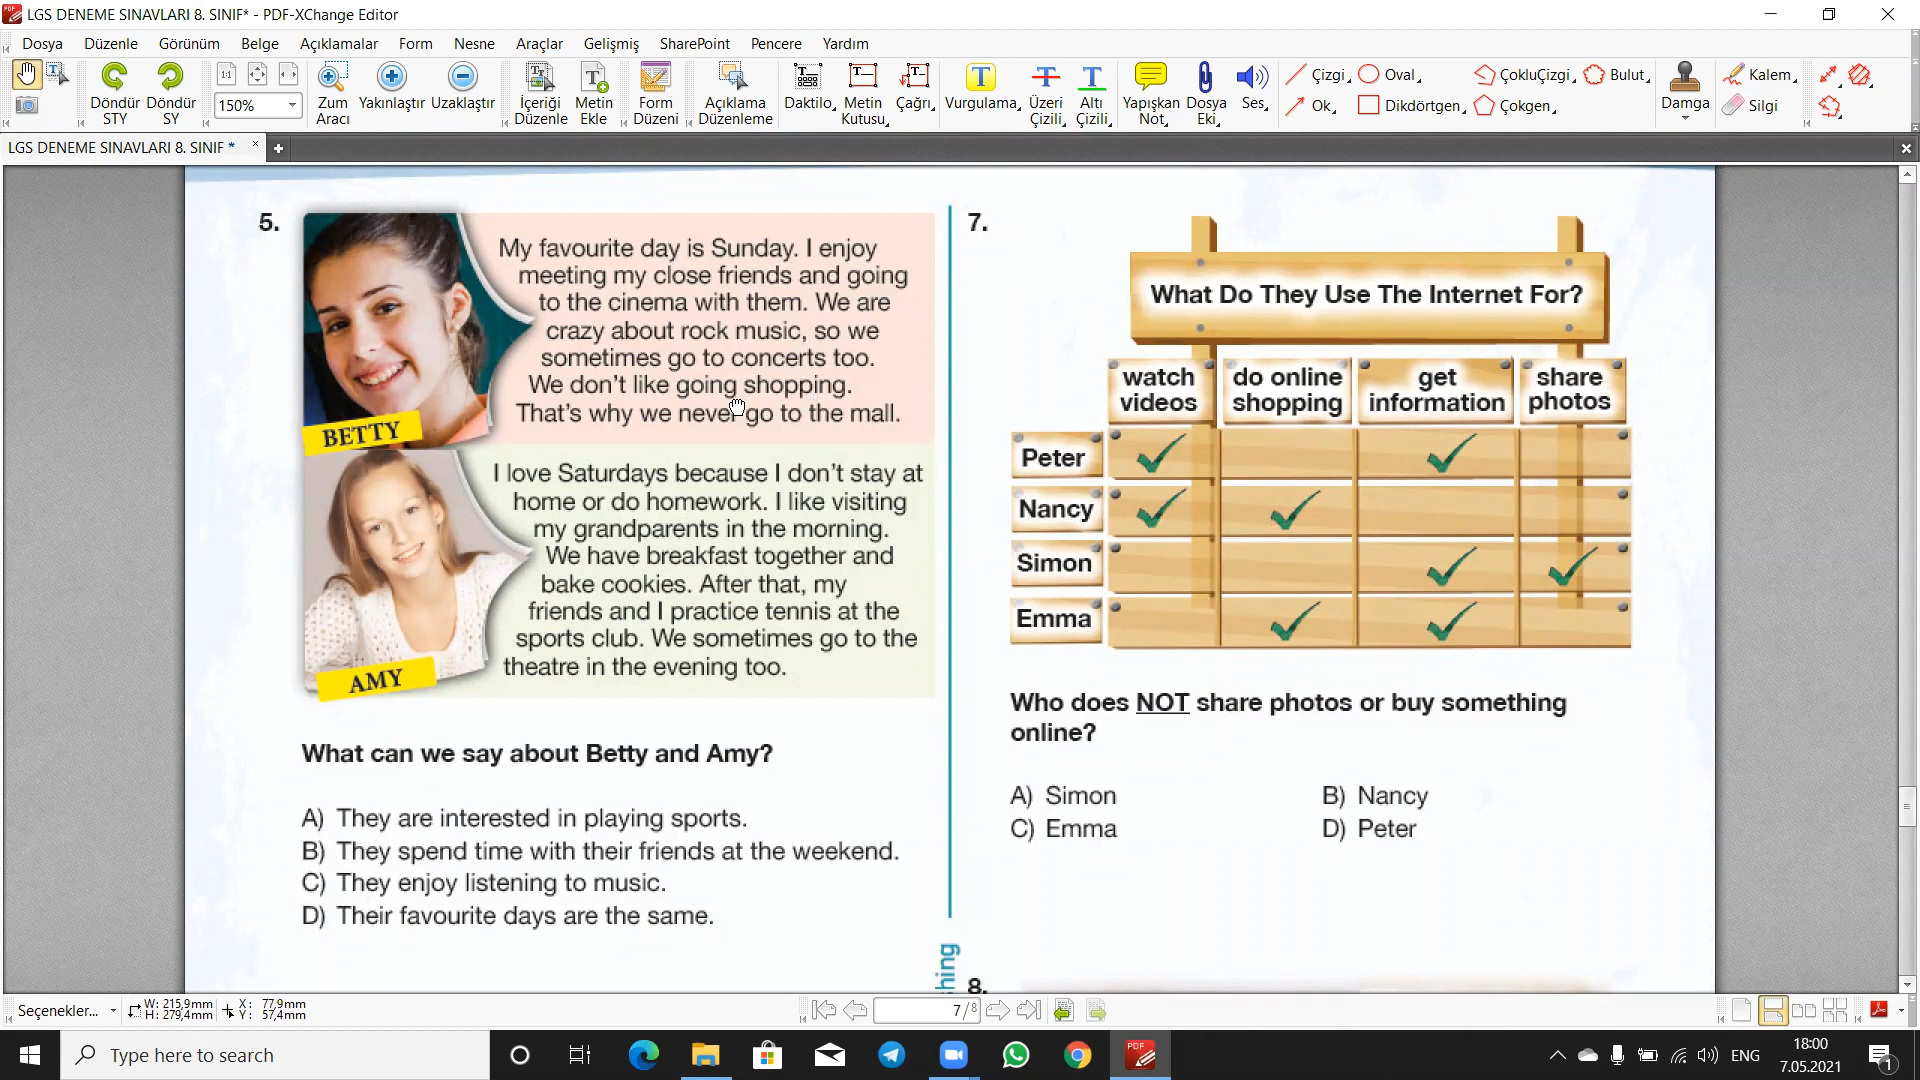 LGS DENEME SINAVLARI 8. SINIF* - PDF-XChange Editor
Dosya Düzenle Görünüm Belge Açıklamalar Form Nesne Araçlar Gelişmiş SharePoint Pencere Yardım
Döndür STY
Döndür SY
1:1
150%
Zum Aracı
Yakınlaştır
Uzaklaştır
İçeriği Düzenle
Metin Ekle
Form Düzeni
Açıklama Düzenleme
Daktilo
Metin Kutusu
Çağrı
Vurgulama
Üzeri Çizili
Altı Çizili
Yapışkan Not
Dosya Eki
Ses
Çizgi
Ok
Oval
Dikdörtgen
ÇokluÇizgi
Çokgen
Bulut
Damga
Kalem
Silgi
LGS DENEME SINAVLARI 8. SINIF *
5.
My favourite day is Sunday. I enjoy
meeting my close friends and going
to the cinema with them. We are
crazy about rock music, so we
sometimes go to concerts too.
We don't like going shopping.
That's why we never go to the mall.
BETTY
I love Saturdays because I don't stay at
home or do homework. I like visiting
my grandparents in the morning.
We have breakfast together and
bake cookies. After that, my
friends and I practice tennis at the
sports club. We sometimes go to the
theatre in the evening too.
AMY
What can we say about Betty and Amy?
A) They are interested in playing sports.
B) They spend time with their friends at the weekend.
C) They enjoy listening to music.
D) Their favourite days are the same.
hing
7.
What Do They Use The Internet For?
watch videos
do online shopping
get information
share photos
Peter
Nancy
Simon
Emma
Who does NOT share photos or buy something
online?
A) Simon B) Nancy
C) Emma D) Peter
8.
Seçenekler...
W: 215,9mm
H: 279,4mm
X: 77,9mm
Y: 57,4mm
7 / 8
Type here to search
ENG
18:00
7.05.2021
1